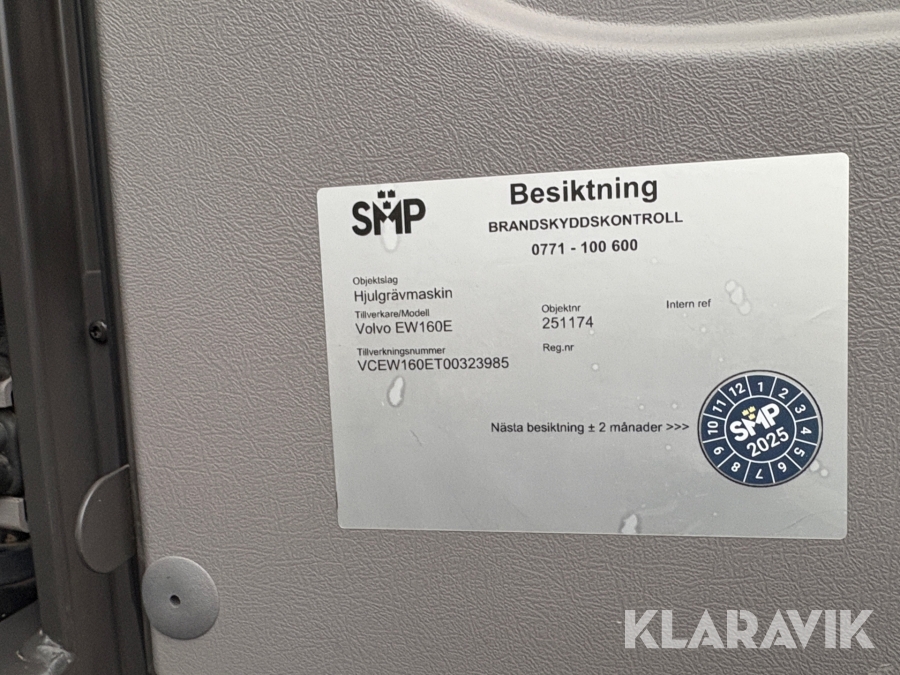 SMP
Besiktning
BRANDSKYDDSKONTROLL
0771 - 100 600
Objektslag
Hjulgrävmaskin
Tillverkare/Modell
Volvo EW160E
Objektnr
251174
Intern ref
Tillverkningsnummer
VCEW160ET00323985
Reg.nr
Nästa besiktning ± 2 månader >>>
1 2 3 4 5 6 7 8 9 10 11 12
SMP
2025
KLARAVIK